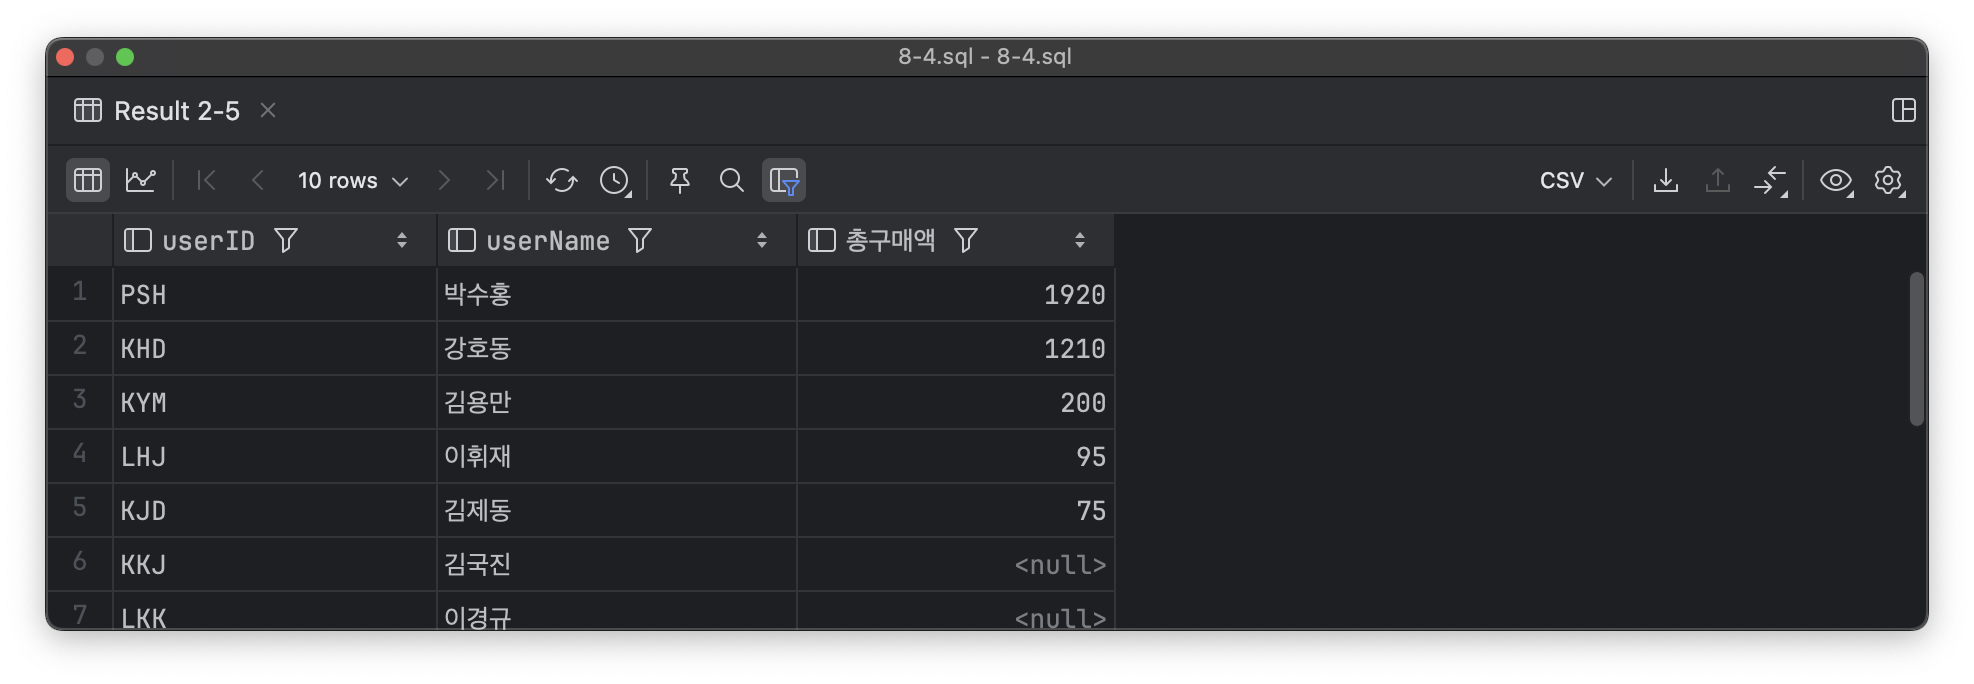 8-4.sql - 8-4.sql
Result 2-5
10 rows CSV
userID userName 총구매액
1 PSH 박수홍 1920
2 KHD 강호동 1210
3 KYM 김용만 200
4 LHJ 이휘재 95
5 KJD 김제동 75
6 KKJ 김국진 <null>
7 LKK 이경규 <null>